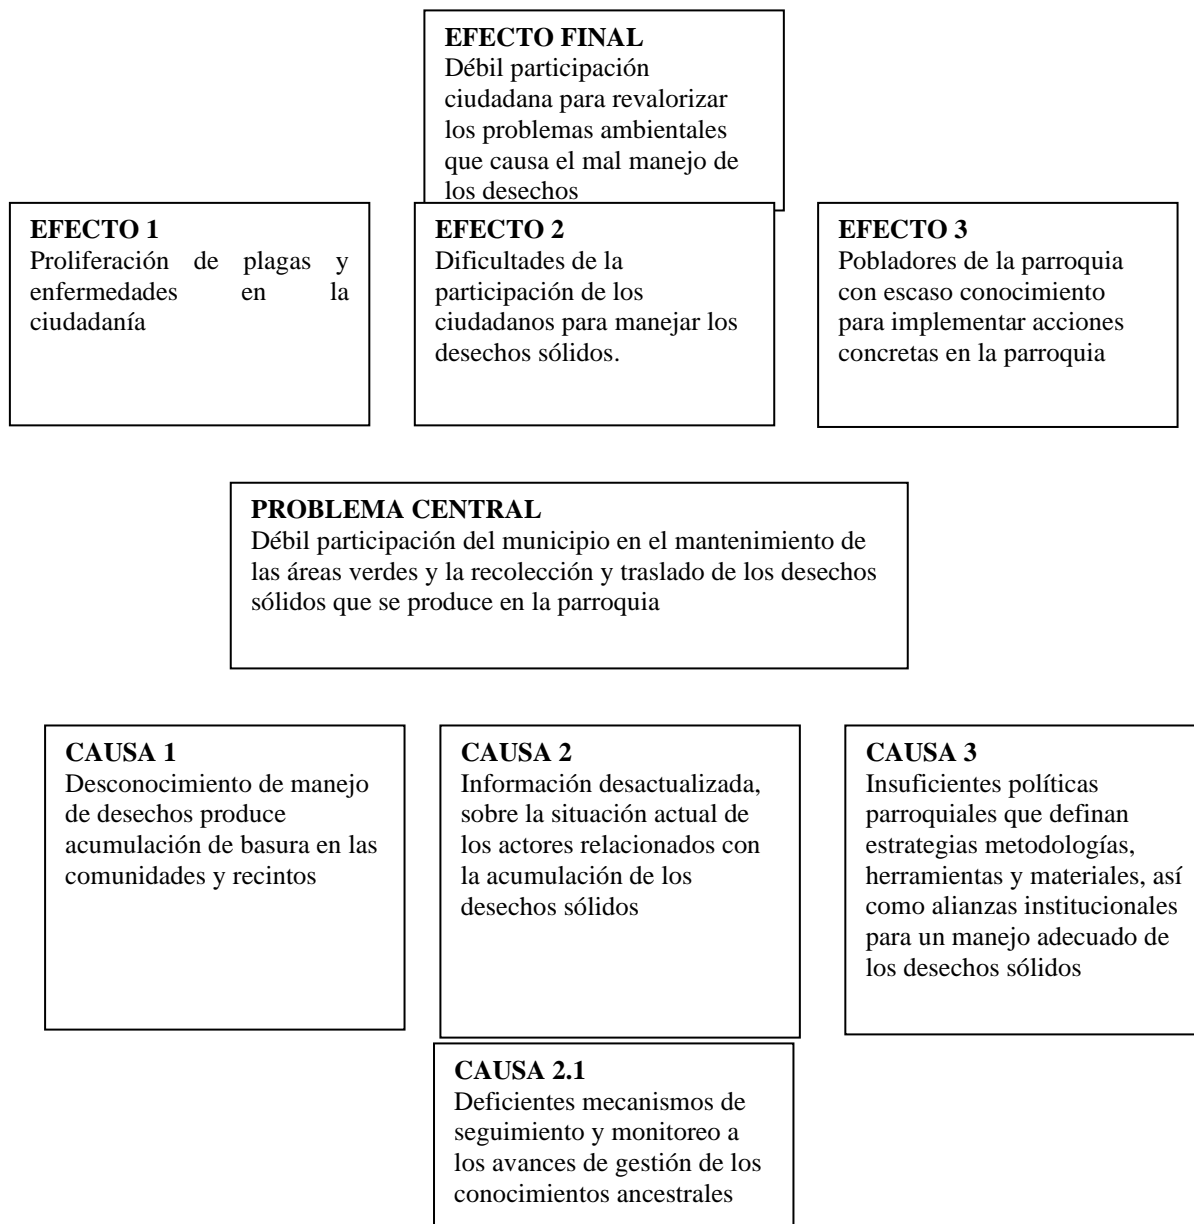 EFECTO FINAL
Débil participación
ciudadana para revalorizar
los problemas ambientales
que causa el mal manejo de
los desechos
EFECTO 1
Proliferación de plagas y
enfermedades en la
ciudadanía
EFECTO 2
Dificultades de la
participación de los
ciudadanos para manejar los
desechos sólidos.
EFECTO 3
Pobladores de la parroquia
con escaso conocimiento
para implementar acciones
concretas en la parroquia
PROBLEMA CENTRAL
Débil participación del municipio en el mantenimiento de
las áreas verdes y la recolección y traslado de los desechos
sólidos que se produce en la parroquia
CAUSA 1
Desconocimiento de manejo
de desechos produce
acumulación de basura en las
comunidades y recintos
CAUSA 2
Información desactualizada,
sobre la situación actual de
los actores relacionados con
la acumulación de los
desechos sólidos
CAUSA 3
Insuficientes políticas
parroquiales que definan
estrategias metodologías,
herramientas y materiales, así
como alianzas institucionales
para un manejo adecuado de
los desechos sólidos
CAUSA 2.1
Deficientes mecanismos de
seguimiento y monitoreo a
los avances de gestión de los
conocimientos ancestrales